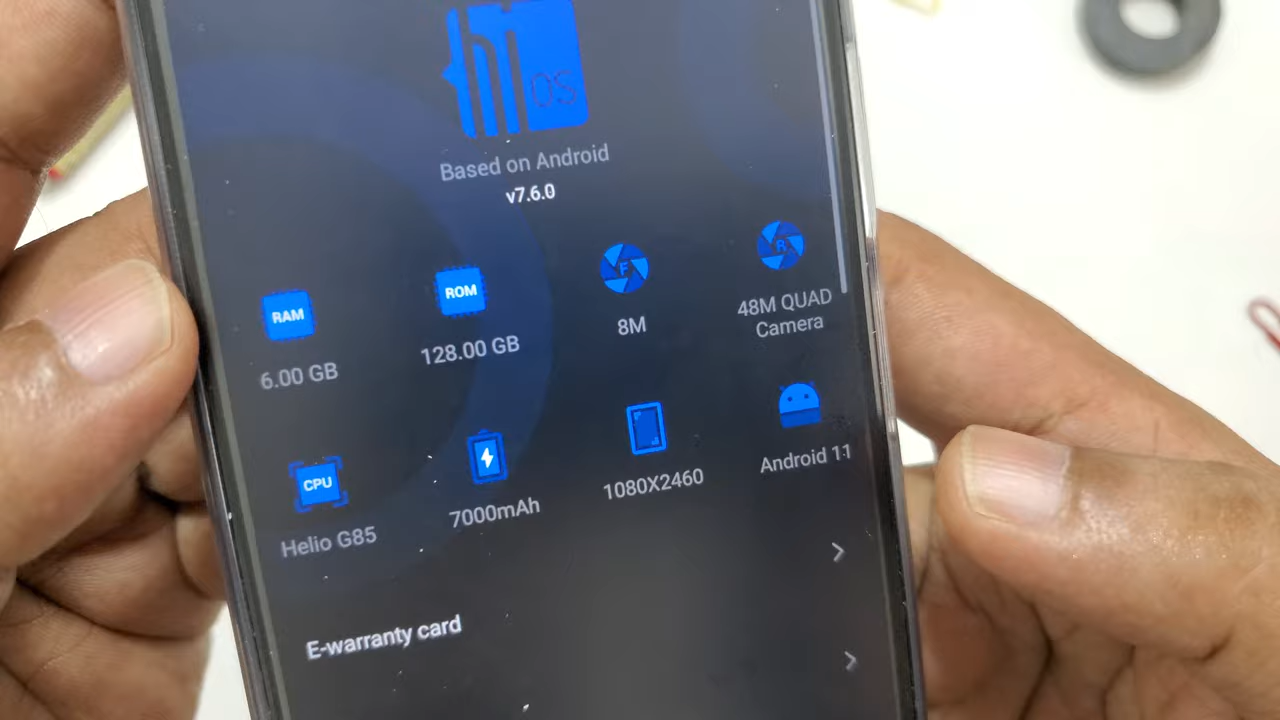 OS
Based on Android
v7.6.0
RAM
ROM
F
R
6.00 GB
128.00 GB
8M
48M QUAD
Camera
CPU
Helio G85
7000mAh
1080X2460
Android 11
E-warranty card